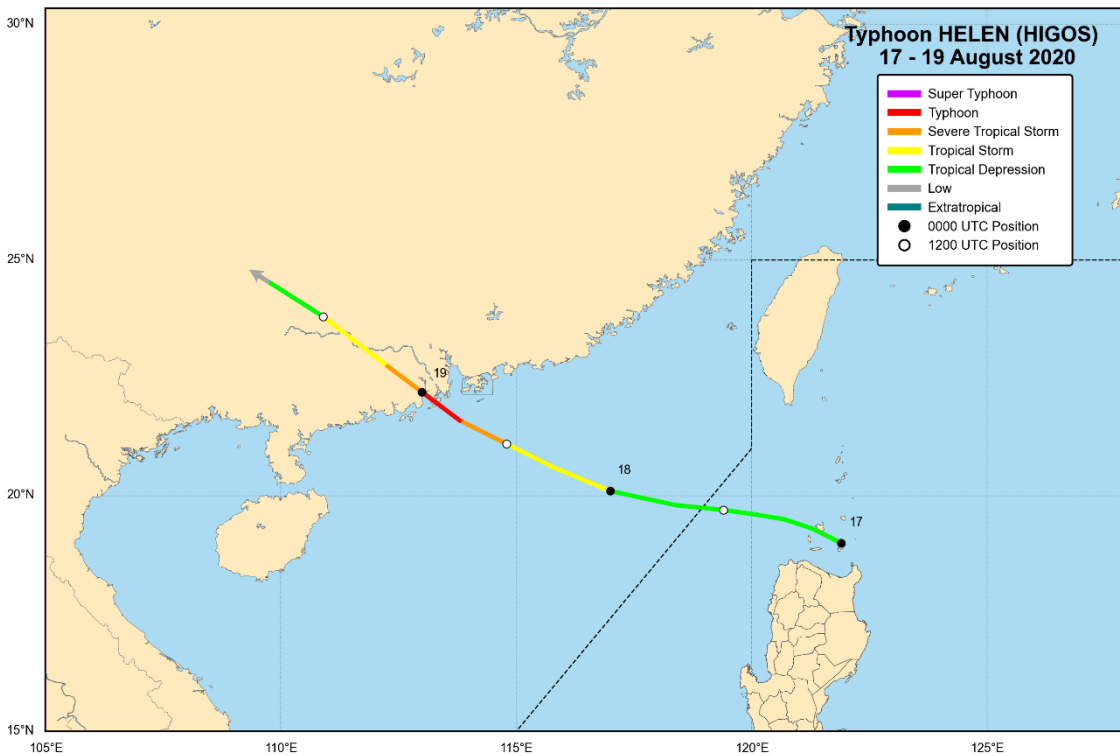 Typhoon HELEN (HIGOS)
17 - 19 August 2020
Super Typhoon
Typhoon
Severe Tropical Storm
Tropical Storm
Tropical Depression
Low
Extratropical
0000 UTC Position
1200 UTC Position
30°N
25°N
20°N
15°N
19
18
17
105°E
110°E
115°E
120°E
125°E